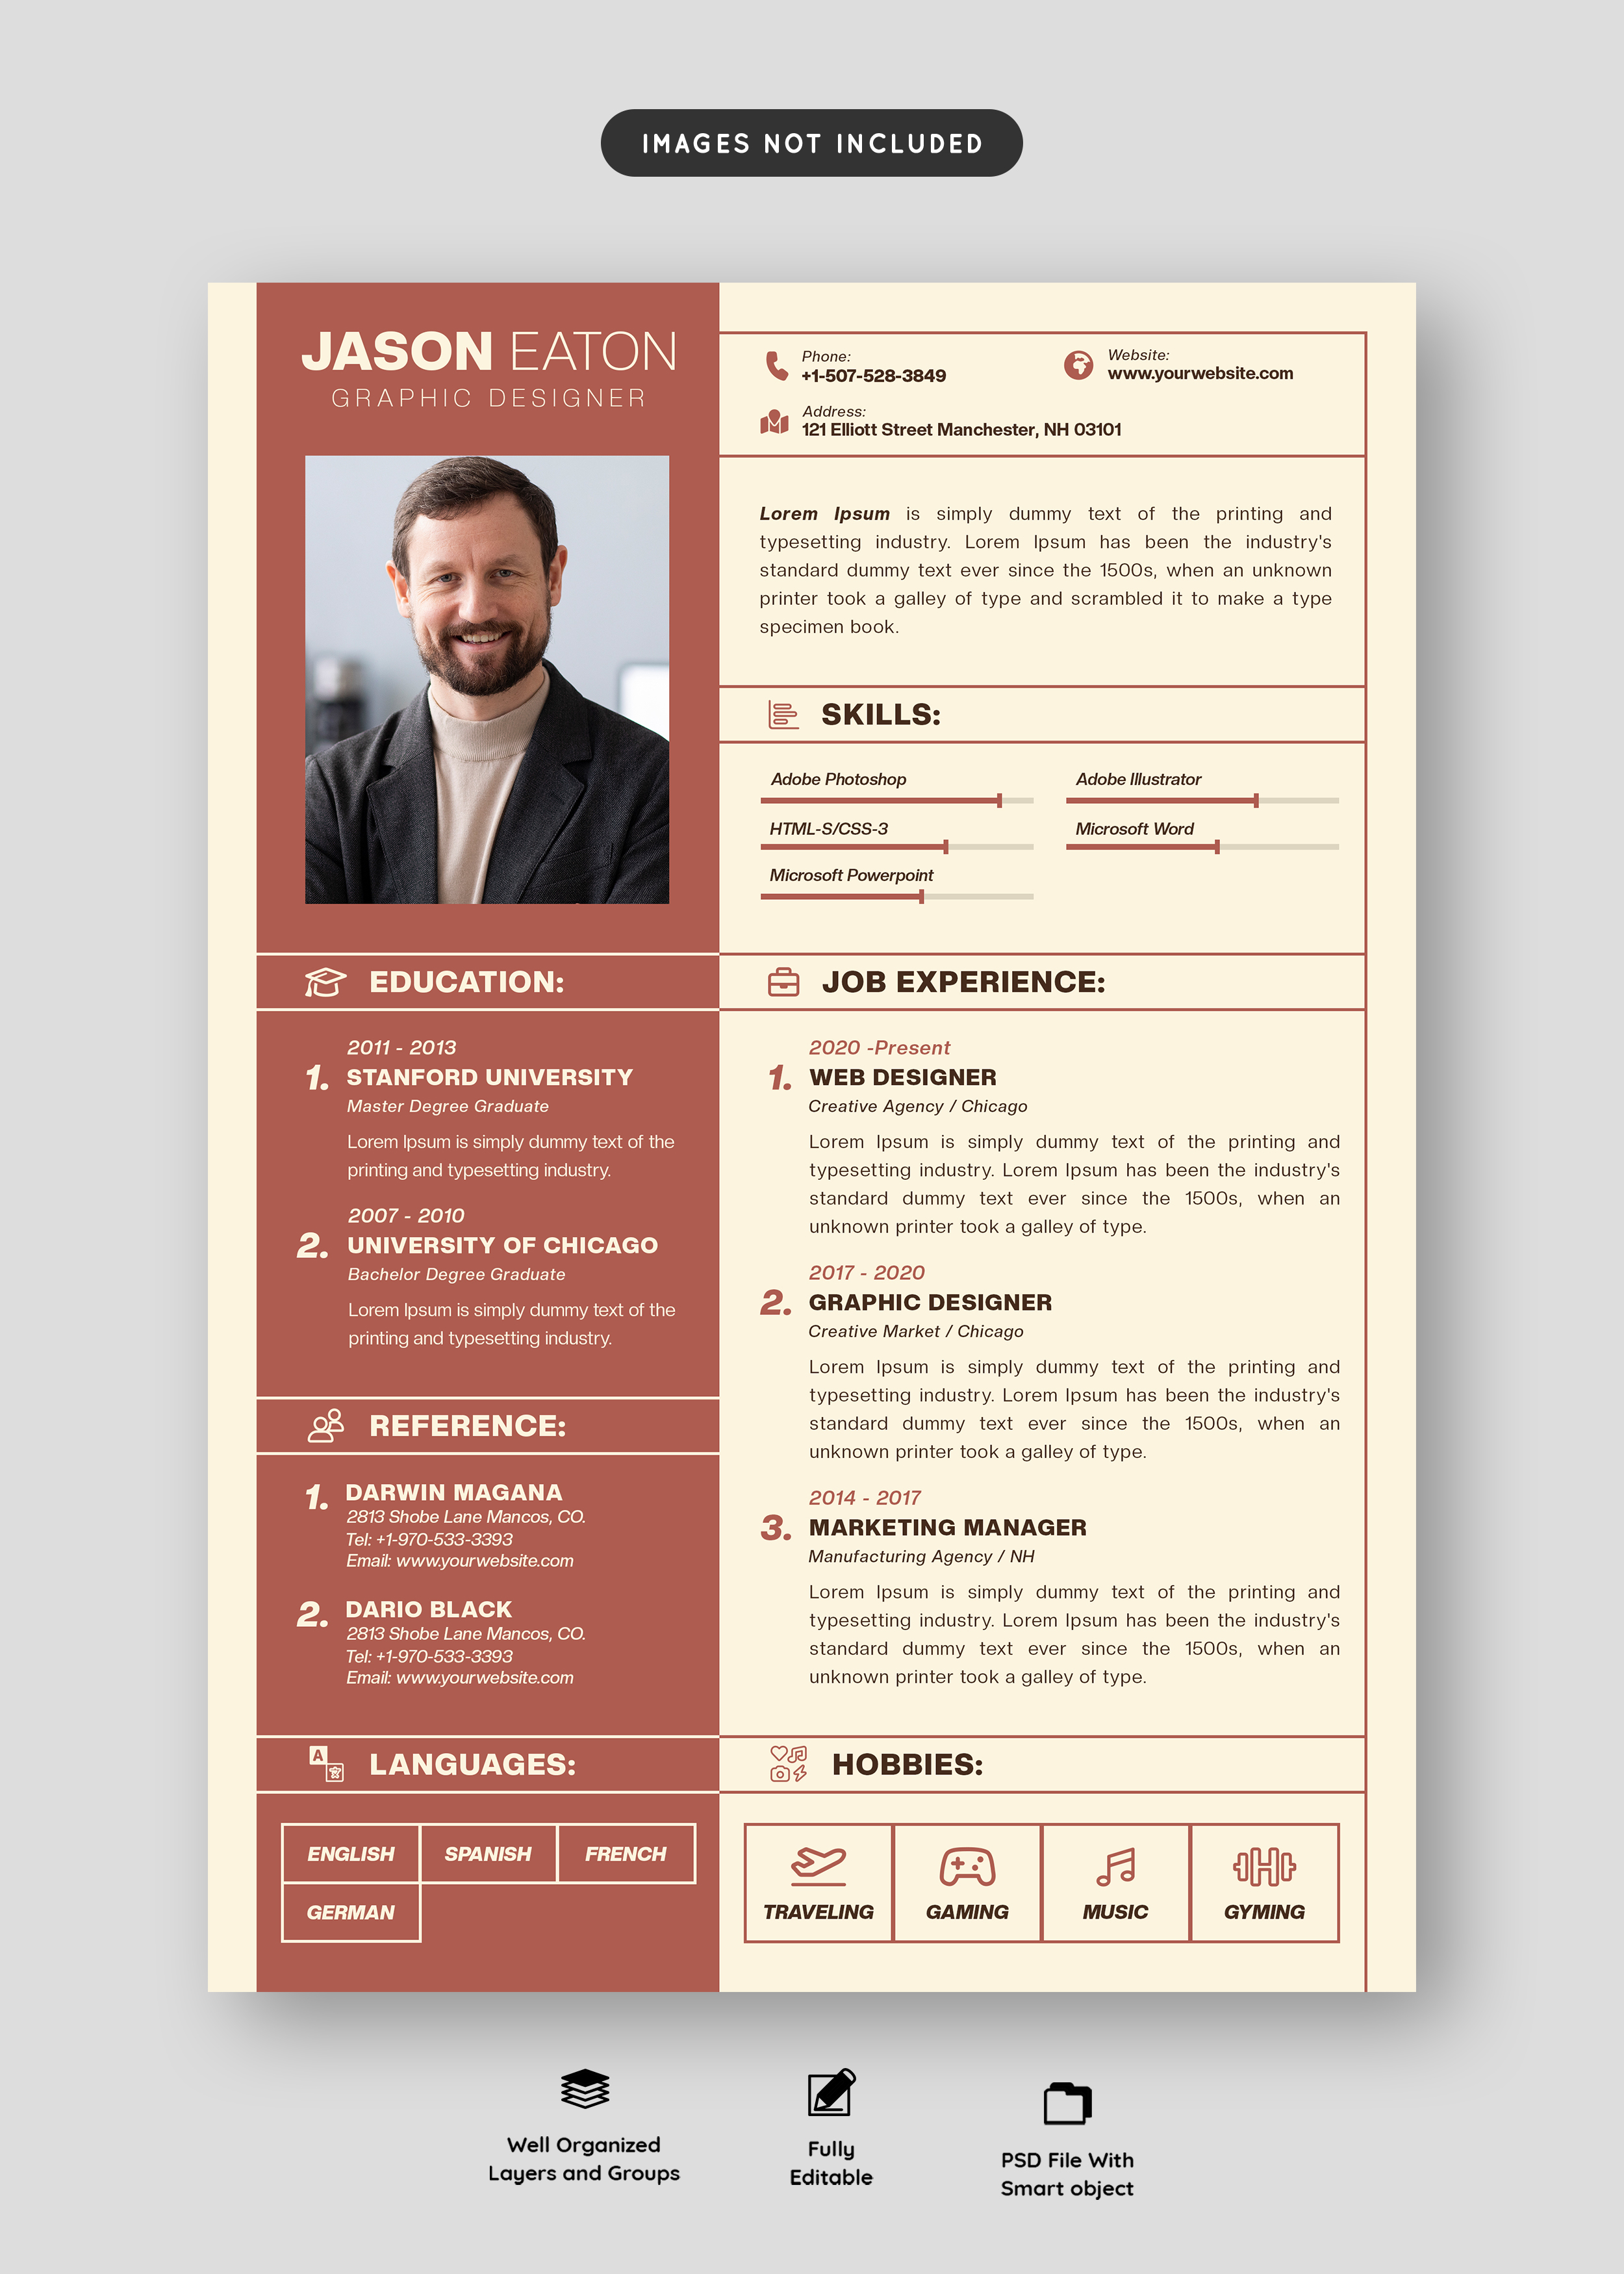 IMAGES NOT INCLUDED
JASON EATON
GRAPHIC DESIGNER
Phone:
+1-507-528-3849
Website:
www.yourwebsite.com
Address:
121 Elliott Street Manchester, NH 03101
Lorem Ipsum is simply dummy text of the printing and
typesetting industry. Lorem Ipsum has been the industry's
standard dummy text ever since the 1500s, when an unknown
printer took a galley of type and scrambled it to make a type
specimen book.
SKILLS:
Adobe Photoshop
Adobe Illustrator
HTML-S/CSS-3
Microsoft Word
Microsoft Powerpoint
EDUCATION:
2011 - 2013
1. STANFORD UNIVERSITY
Master Degree Graduate
Lorem Ipsum is simply dummy text of the
printing and typesetting industry.
2007 - 2010
2. UNIVERSITY OF CHICAGO
Bachelor Degree Graduate
Lorem Ipsum is simply dummy text of the
printing and typesetting industry.
REFERENCE:
1. DARWIN MAGANA
2813 Shobe Lane Mancos, CO.
Tel: +1-970-533-3393
Email: www.yourwebsite.com
2. DARIO BLACK
2813 Shobe Lane Mancos, CO.
Tel: +1-970-533-3393
Email: www.yourwebsite.com
LANGUAGES:
A
ENGLISH
SPANISH
FRENCH
GERMAN
JOB EXPERIENCE:
2020 -Present
1. WEB DESIGNER
Creative Agency / Chicago
Lorem Ipsum is simply dummy text of the printing and
typesetting industry. Lorem Ipsum has been the industry's
standard dummy text ever since the 1500s, when an
unknown printer took a galley of type.
2017 - 2020
2. GRAPHIC DESIGNER
Creative Market / Chicago
Lorem Ipsum is simply dummy text of the printing and
typesetting industry. Lorem Ipsum has been the industry's
standard dummy text ever since the 1500s, when an
unknown printer took a galley of type.
2014 - 2017
3. MARKETING MANAGER
Manufacturing Agency / NH
Lorem Ipsum is simply dummy text of the printing and
typesetting industry. Lorem Ipsum has been the industry's
standard dummy text ever since the 1500s, when an
unknown printer took a galley of type.
HOBBIES:
TRAVELING
GAMING
MUSIC
GYMING
Well Organized
Layers and Groups
Fully
Editable
PSD File With
Smart object